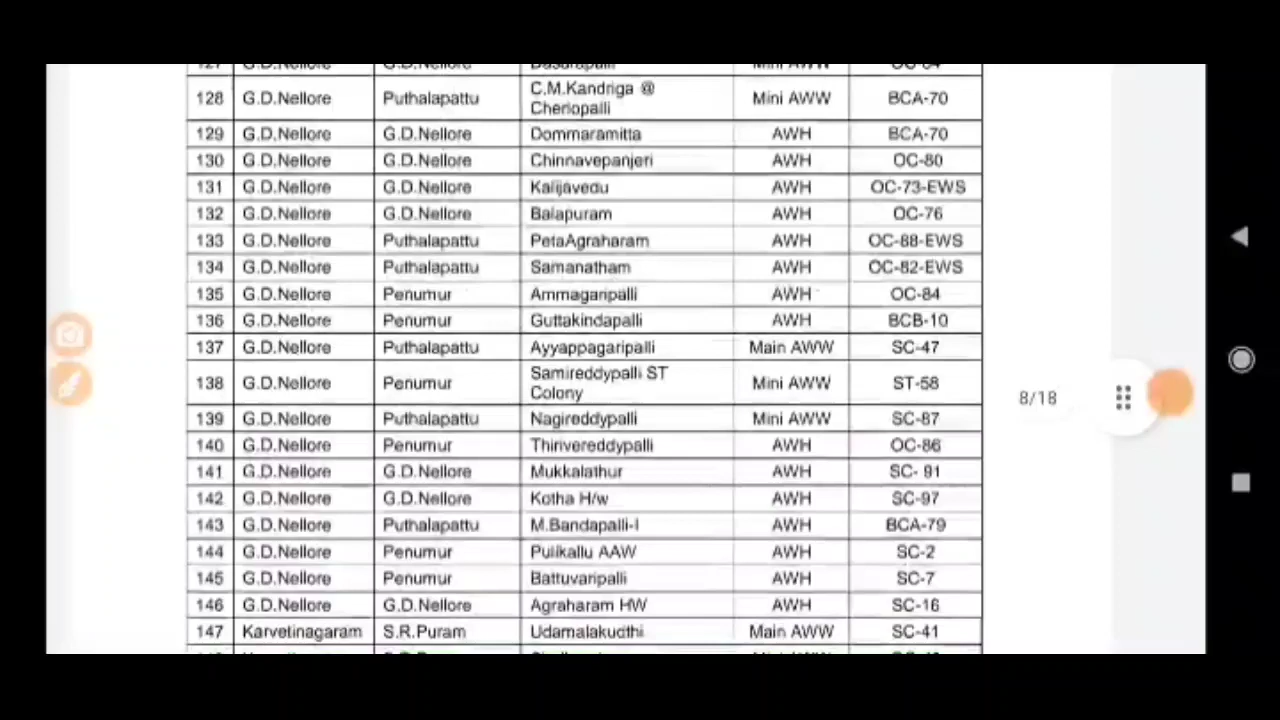 128 G.D.Nellore Puthalapattu C.M.Kandriga @ Cherlopalli Mini AWW BCA-70
129 G.D.Nellore G.D.Nellore Dommaramitta AWH BCA-70
130 G.D.Nellore G.D.Nellore Chinnavepanjeri AWH OC-80
131 G.D.Nellore G.D.Nellore Kalijavedu AWH OC-73-EWS
132 G.D.Nellore G.D.Nellore Balapuram AWH OC-76
133 G.D.Nellore Puthalapattu PetaAgraharam AWH OC-88-EWS
134 G.D.Nellore Puthalapattu Samanatham AWH OC-82-EWS
135 G.D.Nellore Penumur Ammagaripalli AWH OC-84
136 G.D.Nellore Penumur Guttakindapalli AWH BCB-10
137 G.D.Nellore Puthalapattu Ayyappagaripalli Main AWW SC-47
138 G.D.Nellore Penumur Samireddypalli ST Colony Mini AWW ST-58
139 G.D.Nellore Puthalapattu Nagireddypalli Mini AWW SC-87
140 G.D.Nellore Penumur Thirivereddypalli AWH OC-86
141 G.D.Nellore G.D.Nellore Mukkalathur AWH SC- 91
142 G.D.Nellore G.D.Nellore Kotha H/w AWH SC-97
143 G.D.Nellore Puthalapattu M.Bandapalli-I AWH BCA-79
144 G.D.Nellore Penumur Pulikallu AAW AWH SC-2
145 G.D.Nellore Penumur Battuvaripalli AWH SC-7
146 G.D.Nellore G.D.Nellore Agraharam HW AWH SC-16
147 Karvetinagaram S.R.Puram Udamalakudthi Main AWW SC-41
8/18